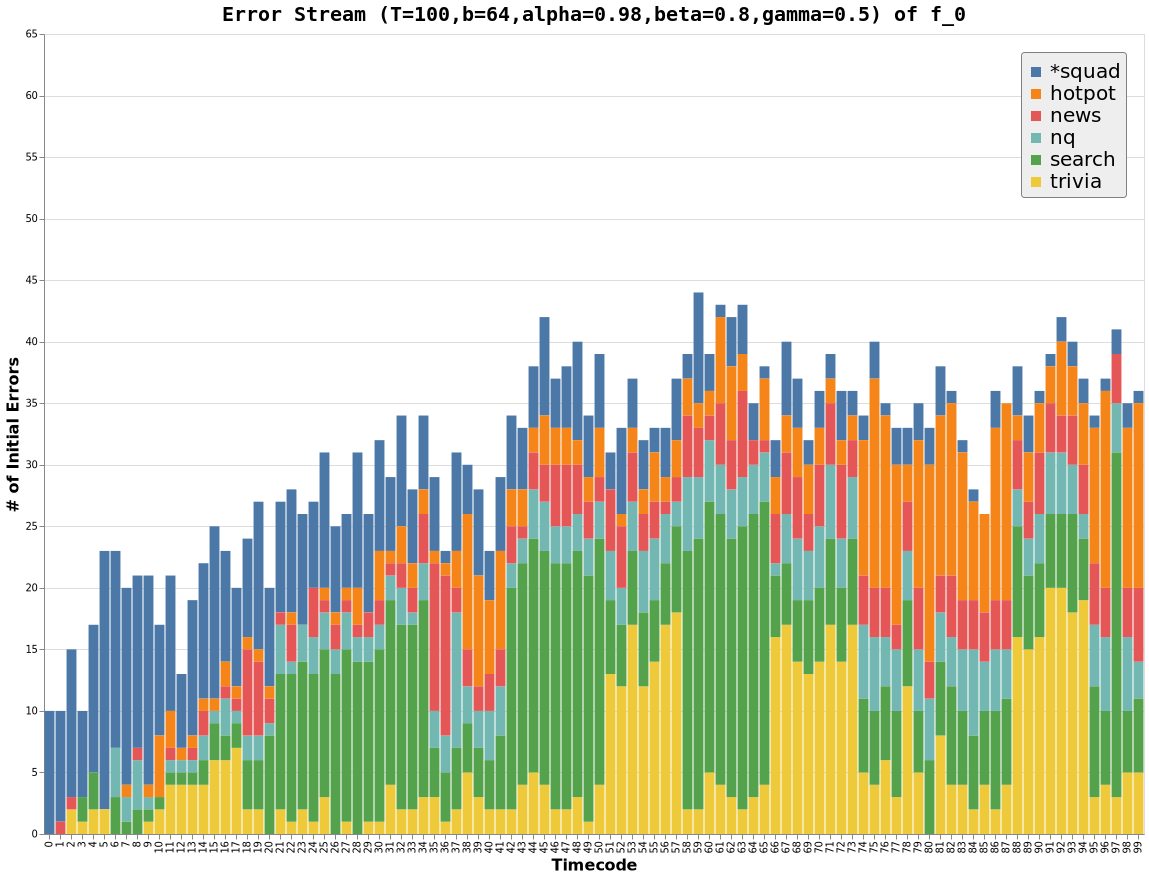 Error Stream (T=100,b=64,alpha=0.98,beta=0.8,gamma=0.5) of f_0
# of Initial Errors
65
60
55
50
45
40
35
30
25
20
15
10
5
0
*squad
hotpot
news
nq
search
trivia
0 1 2 3 4 5 6 7 8 9 10 11 12 13 14 15 16 17 18 19 20 21 22 23 24 25 26 27 28 29 30 31 32 33 34 35 36 37 38 39 40 41 42 43 44 45 46 47 48 49 50 51 52 53 54 55 56 57 58 59 60 61 62 63 64 65 66 67 68 69 70 71 72 73 74 75 76 77 78 79 80 81 82 83 84 85 86 87 88 89 90 91 92 93 94 95 96 97 98 99
Timecode